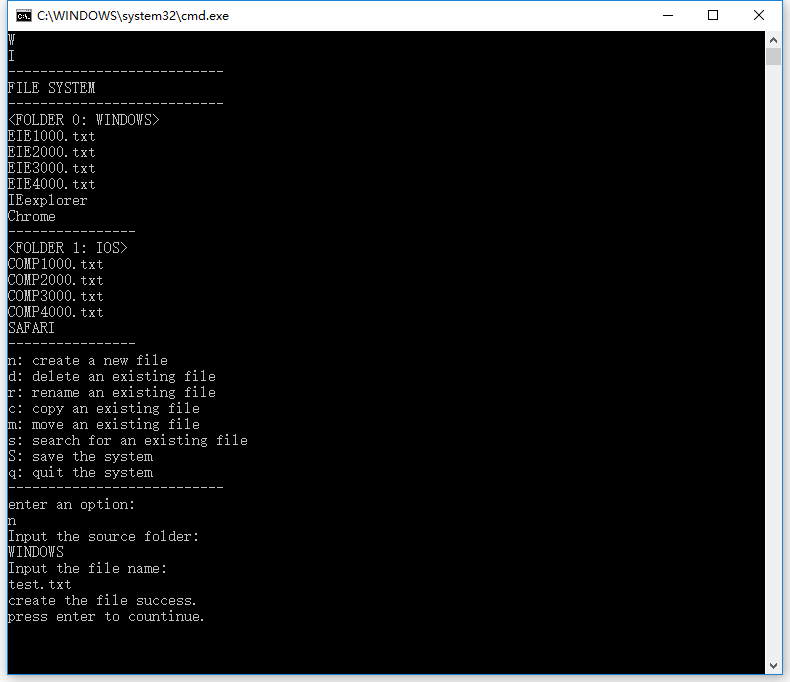 C:\WINDOWS\system32\cmd.exe
W
I
---------------------------
FILE SYSTEM
---------------------------
<FOLDER 0: WINDOWS>
EIE1000.txt
EIE2000.txt
EIE3000.txt
EIE4000.txt
IEexplorer
Chrome
----------------
<FOLDER 1: IOS>
COMP1000.txt
COMP2000.txt
COMP3000.txt
COMP4000.txt
SAFARI
----------------
n: create a new file
d: delete an existing file
r: rename an existing file
c: copy an existing file
m: move an existing file
s: search for an existing file
S: save the system
q: quit the system
---------------------------
enter an option:
n
Input the source folder:
WINDOWS
Input the file name:
test.txt
create the file success.
press enter to countinue.